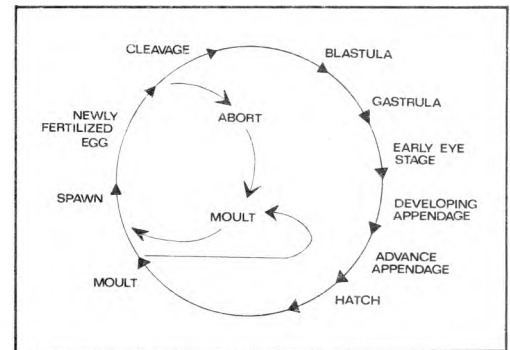 CLEAVAGE
BLASTULA
GASTRULA
EARLY EYE
STAGE
DEVELOPING
APPENDAGE
ADVANCE
APPENDAGE
HATCH
MOULT
SPAWN
NEWLY
FERTILIZED
EGG
ABORT
MOULT